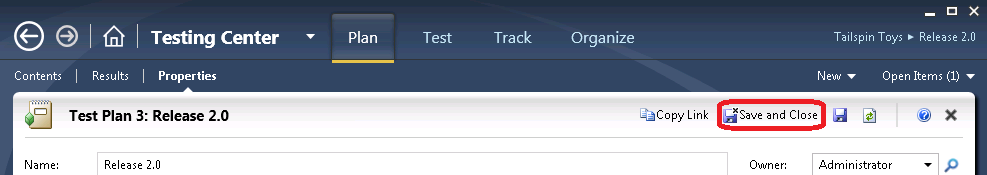 Testing Center Plan Test Track Organize Tailspin Toys ▸ Release 2.0
Contents Results Properties New Open Items (1)
Test Plan 3: Release 2.0 Copy Link Save and Close
Name: Release 2.0 Owner: Administrator